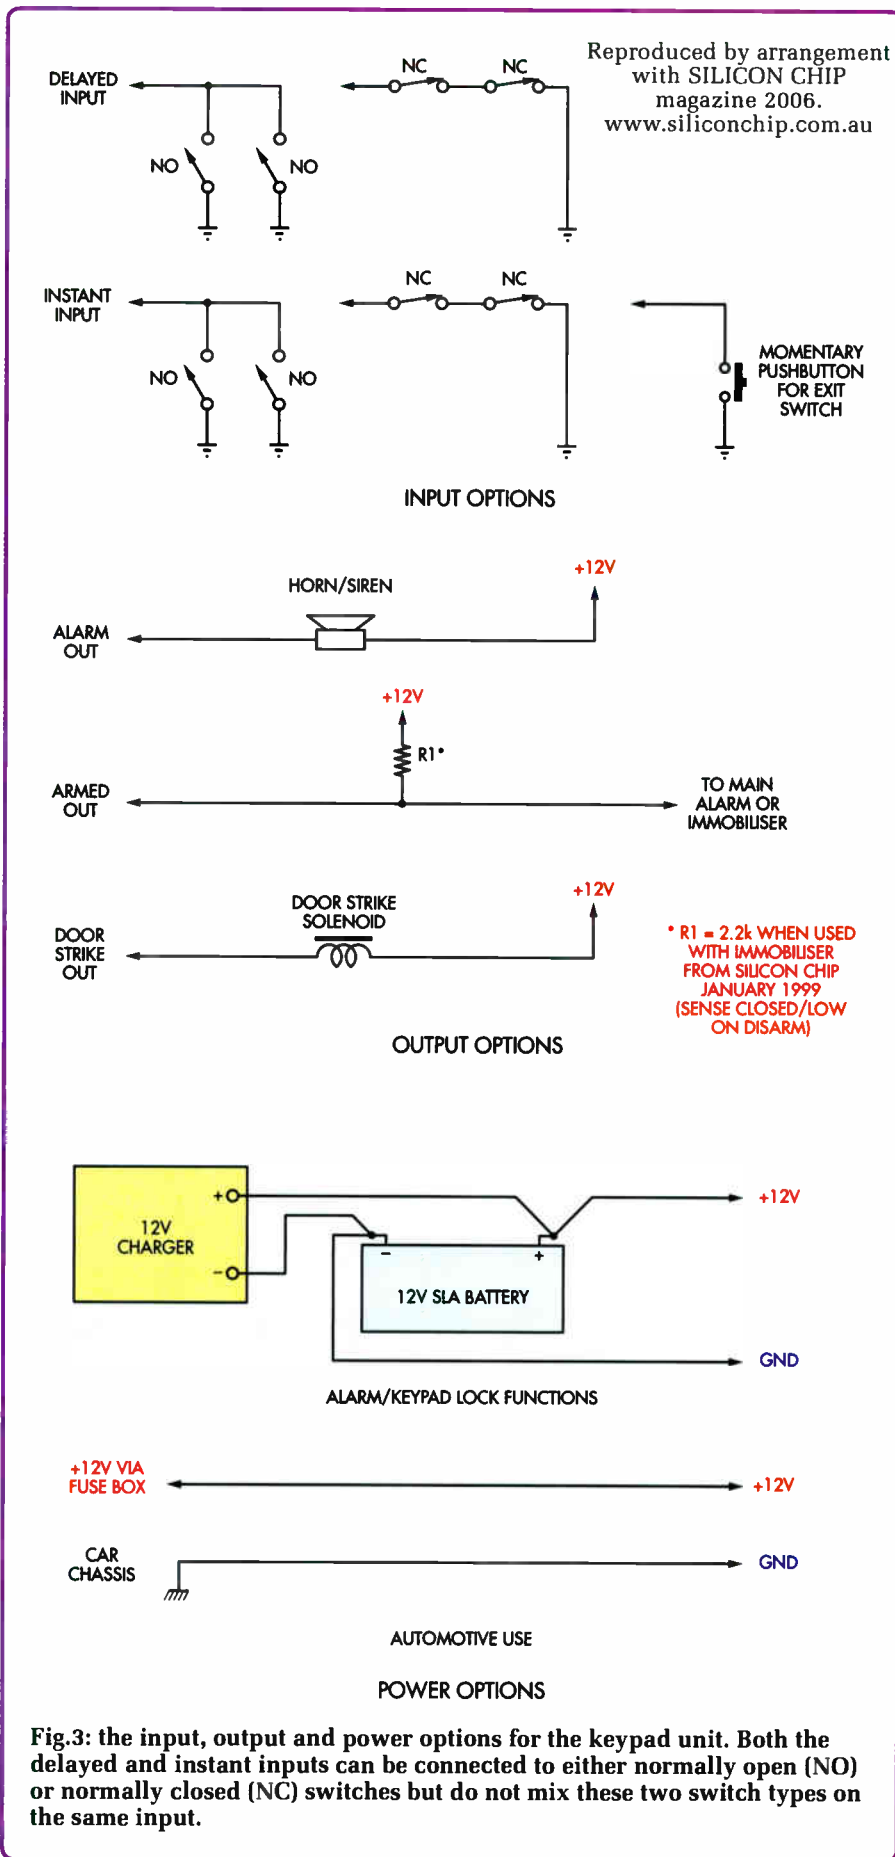 Reproduced by arrangement
with SILICON CHIP
magazine 2006.
www.siliconchip.com.au
DELAYED
INPUT
NO
NO
NC
NC
INSTANT
INPUT
NO
NO
NC
NC
MOMENTARY
PUSHBUTTON
FOR EXIT
SWITCH
INPUT OPTIONS
HORN/SIREN
+12V
ALARM
OUT
+12V
R1*
ARMED
OUT
TO MAIN
ALARM OR
IMMOBILISER
DOOR STRIKE
SOLENOID
+12V
DOOR
STRIKE
OUT
* R1 = 2.2k WHEN USED
WITH IMMOBILISER
FROM SILICON CHIP
JANUARY 1999
(SENSE CLOSED/LOW
ON DISARM)
OUTPUT OPTIONS
12V
CHARGER
+
–
–
+
12V SLA BATTERY
+12V
GND
ALARM/KEYPAD LOCK FUNCTIONS
+12V VIA
FUSE BOX
+12V
CAR
CHASSIS
GND
AUTOMOTIVE USE
POWER OPTIONS
Fig.3: the input, output and power options for the keypad unit. Both the
delayed and instant inputs can be connected to either normally open (NO)
or normally closed (NC) switches but do not mix these two switch types on
the same input.